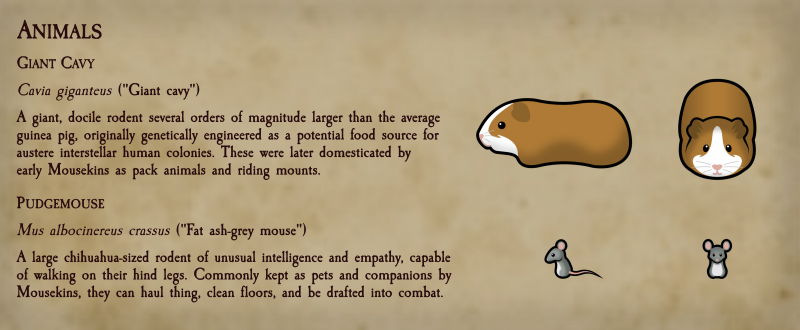 ANIMALS
GIANT CAVY
Cavia giganteus ("Giant cavy")
A giant, docile rodent several orders of magnitude larger than the average
guinea pig, originally genetically engineered as a potential food source for
austere interstellar human colonies. These were later domesticated by
early Mousekins as pack animals and riding mounts.
PUDGEMOUSE
Mus albocinereus crassus ("Fat ash-grey mouse")
A large chihuahua-sized rodent of unusual intelligence and empathy, capable
of walking on their hind legs. Commonly kept as pets and companions by
Mousekins, they can haul thing, clean floors, and be drafted into combat.